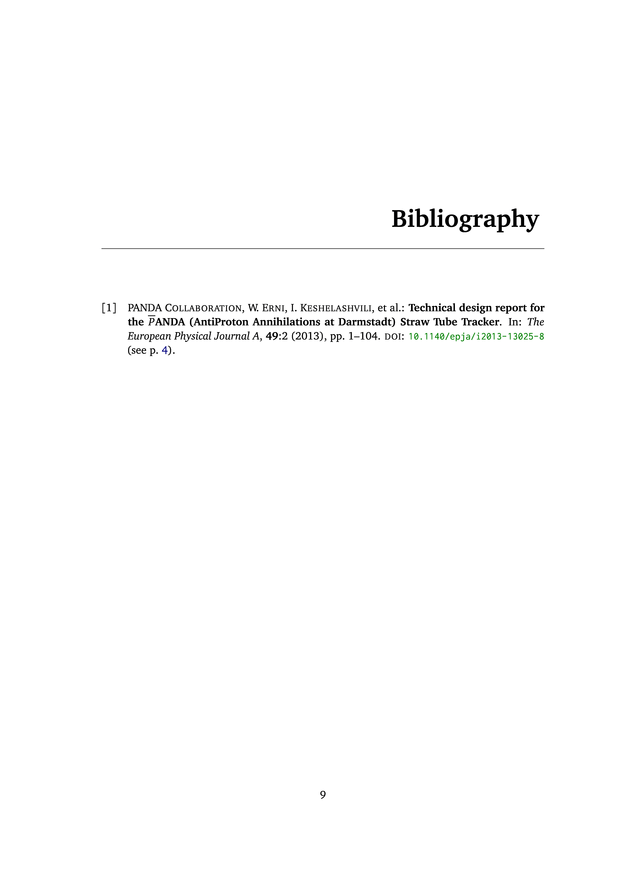 Bibliography
[1] PANDA COLLABORATION, W. ERNI, I. KESHELASHVILI, et al.: Technical design report for
the P̅ANDA (AntiProton Annihilations at Darmstadt) Straw Tube Tracker. In: The
European Physical Journal A, 49:2 (2013), pp. 1–104. DOI: 10.1140/epja/i2013-13025-8
(see p. 4).
9